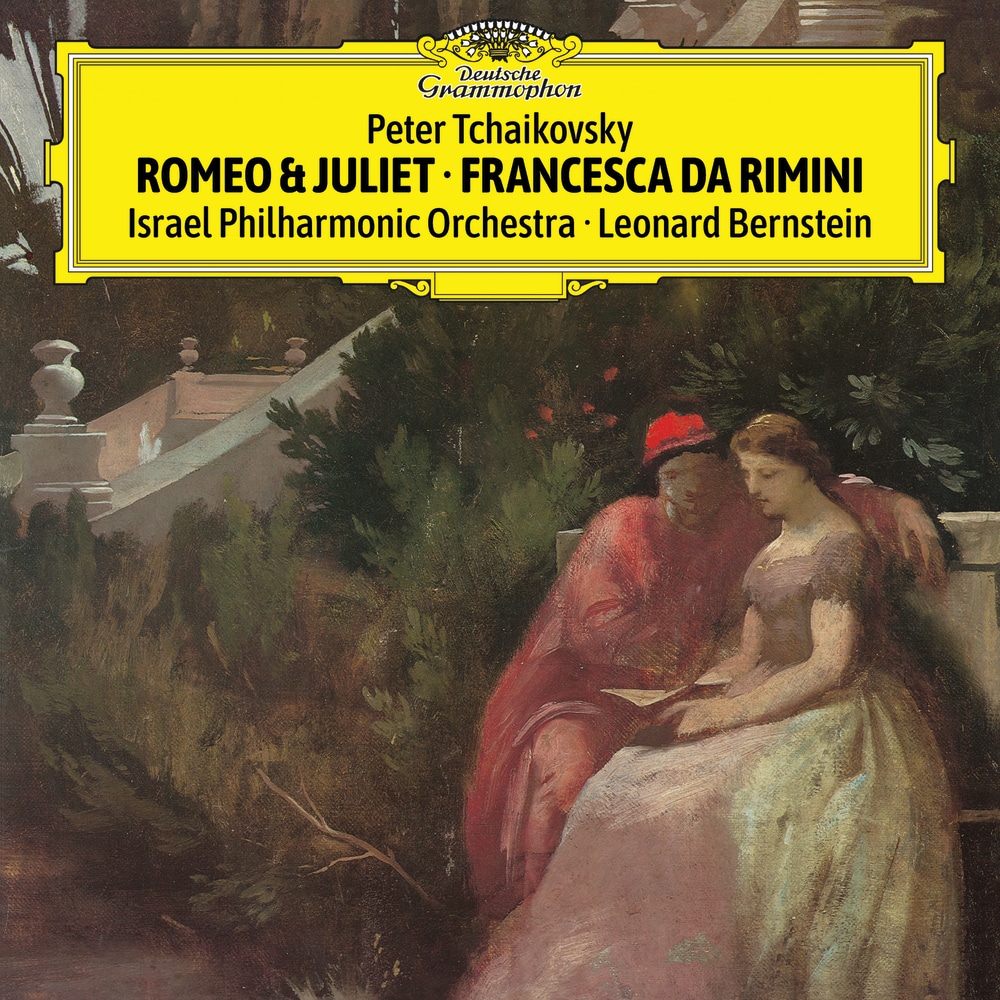 Deutsche
Grammophon
Peter Tchaikovsky
ROMEO & JULIET · FRANCESCA DA RIMINI
Israel Philharmonic Orchestra · Leonard Bernstein